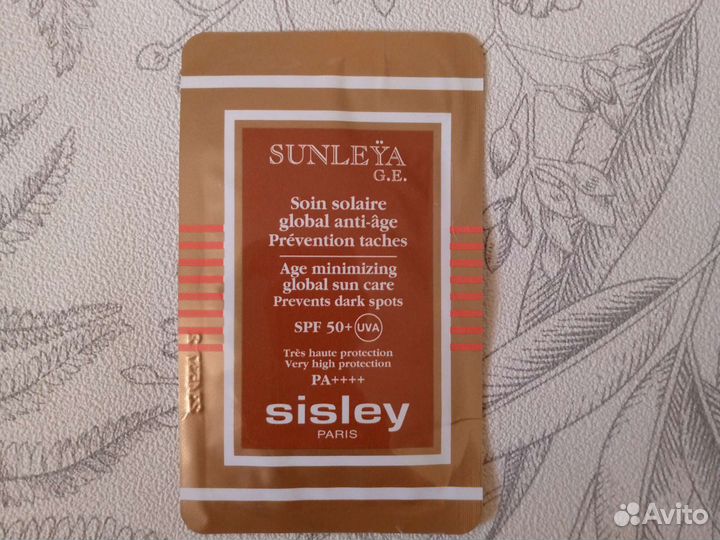 SUNLEŸA
G.E.
Soin solaire
global anti-âge
Prévention taches
Age minimizing
global sun care
Prevents dark spots
SPF 50+ UVA
Très haute protection
Very high protection
PA++++
sisley
PARIS
Avito